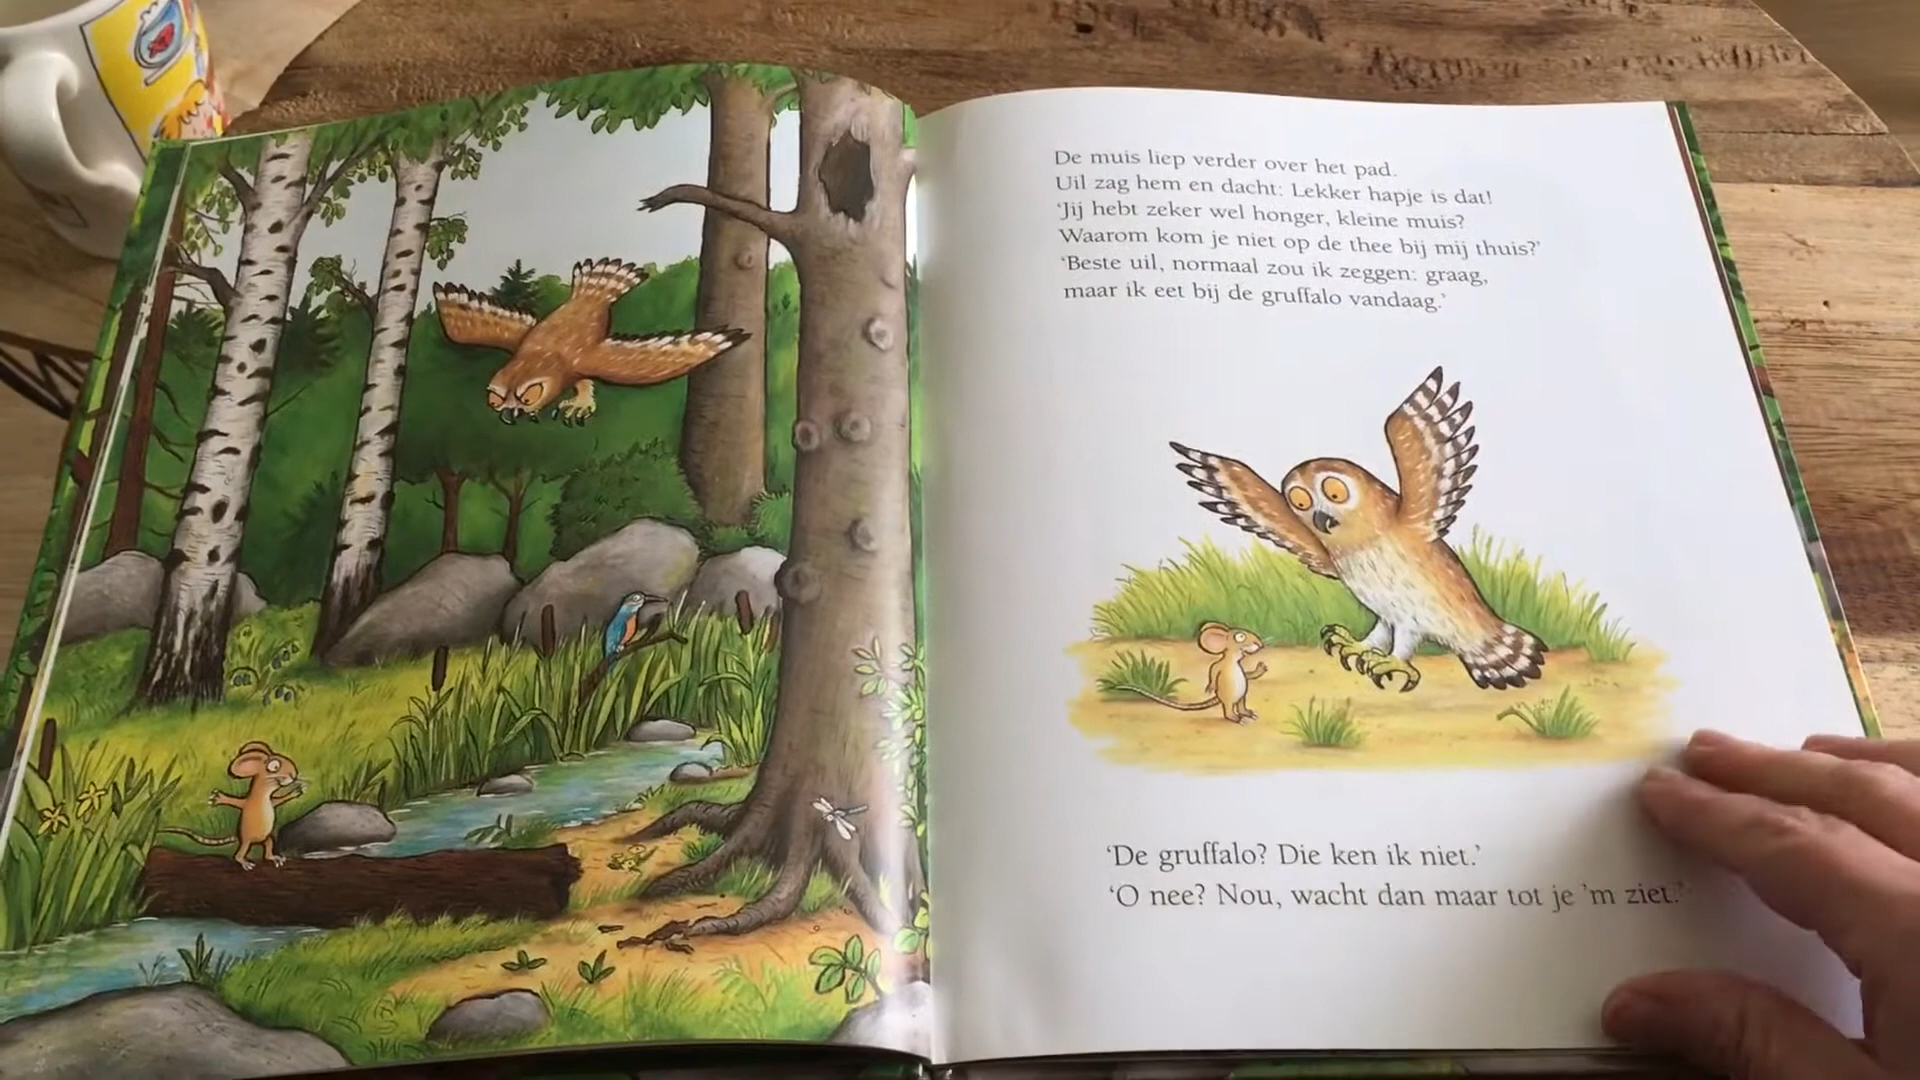 De muis liep verder over het pad.
Uil zag hem en dacht: Lekker hapje is dat!
‘Jij hebt zeker wel honger, kleine muis?
Waarom kom je niet op de thee bij mij thuis?’
‘Beste uil, normaal zou ik zeggen: graag,
maar ik eet bij de gruffalo vandaag.’
‘De gruffalo? Die ken ik niet.’
‘O nee? Nou, wacht dan maar tot je ’m ziet.’